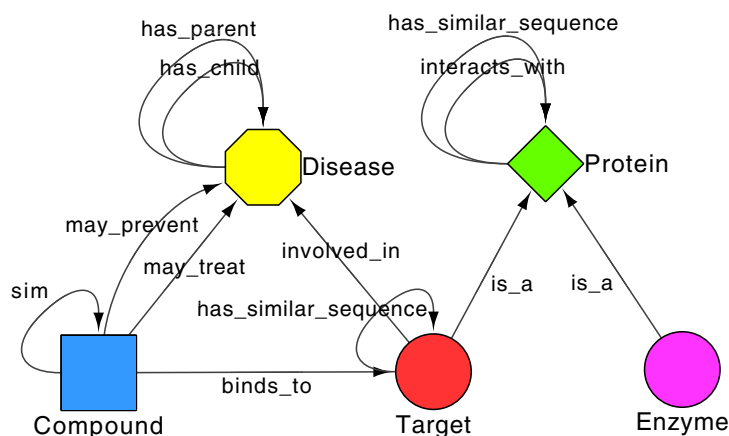 has_parent
has_similar_sequence
has_child
interacts_with
Disease
Protein
may_prevent
involved_in
may_treat
is_a
is_a
sim
has_similar_sequence
binds_to
Compound
Target
Enzyme